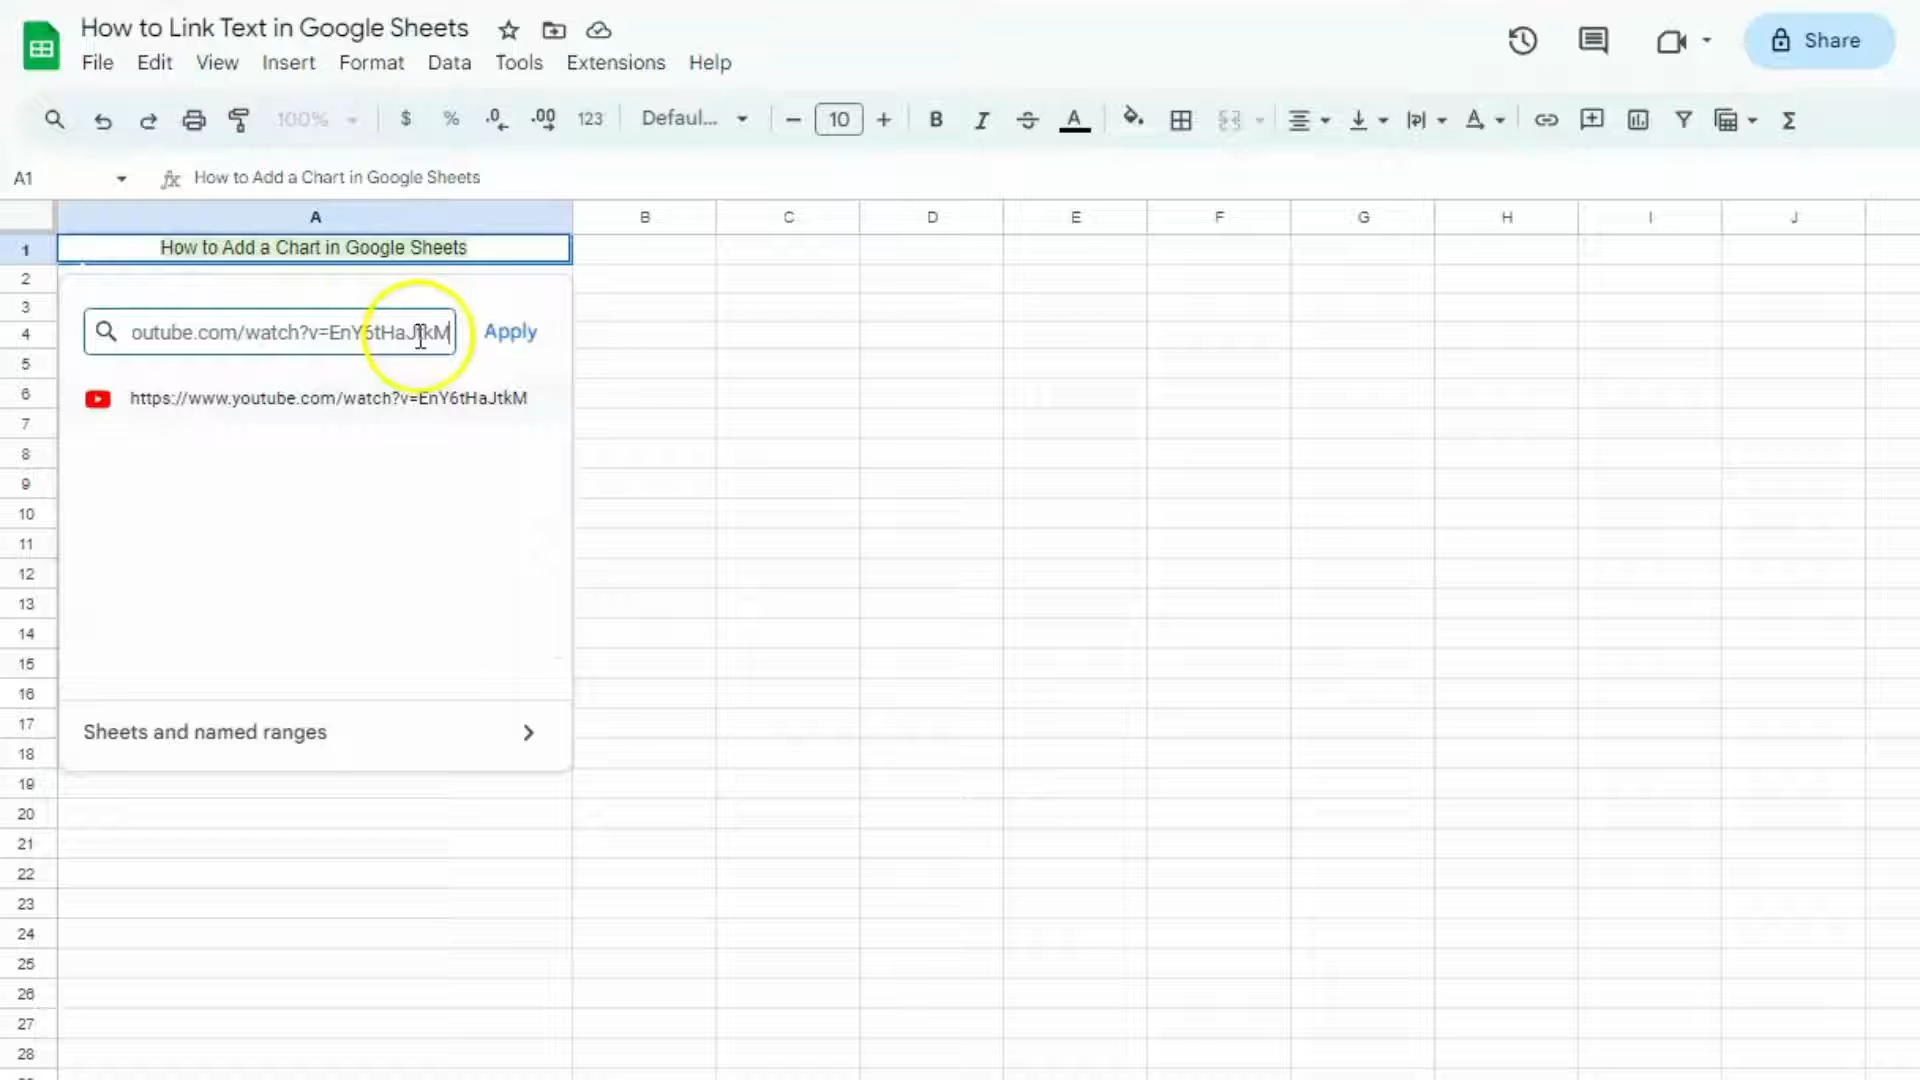 How to Link Text in Google Sheets
File Edit View Insert Format Data Tools Extensions Help
Share
100% $ % .0 .00 123 Defaul... − 10 + B I A Σ
A1 fx How to Add a Chart in Google Sheets
A B C D E F G H I J
1 How to Add a Chart in Google Sheets
2
3
outube.com/watch?v=EnY6tHaJtkM Apply
4
5
6 https://www.youtube.com/watch?v=EnY6tHaJtkM
7
8
9
10
11
12
13
14
15
16
17 Sheets and named ranges
18
19
20
21
22
23
24
25
26
27
28